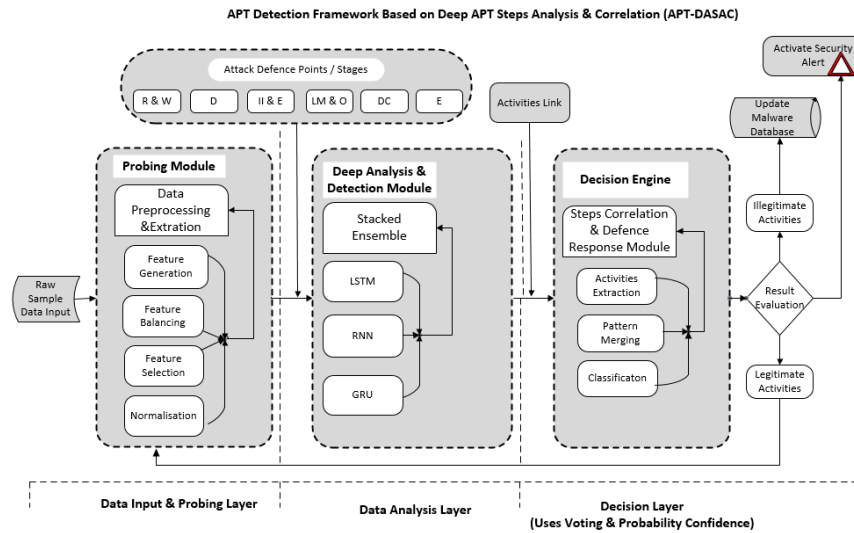 APT Detection Framework Based on Deep APT Steps Analysis & Correlation (APT-DASAC)
Attack Defence Points / Stages
R & W
D
II & E
LM & O
DC
E
Activities Link
Activate Security
Alert
Update
Malware
Database
Probing Module
Data
Preprocessing
&Extration
Feature
Generation
Feature
Balancing
Feature
Selection
Normalisation
Raw
Sample
Data Input
Deep Analysis &
Detection Module
Stacked
Ensemble
LSTM
RNN
GRU
Decision Engine
Steps Correlation
& Defence
Response Module
Activities
Extraction
Pattern
Merging
Classificaton
Illegitimate
Activities
Result
Evaluation
Legitimate
Activities
Data Input & Probing Layer
Data Analysis Layer
Decision Layer
(Uses Voting & Probability Confidence)